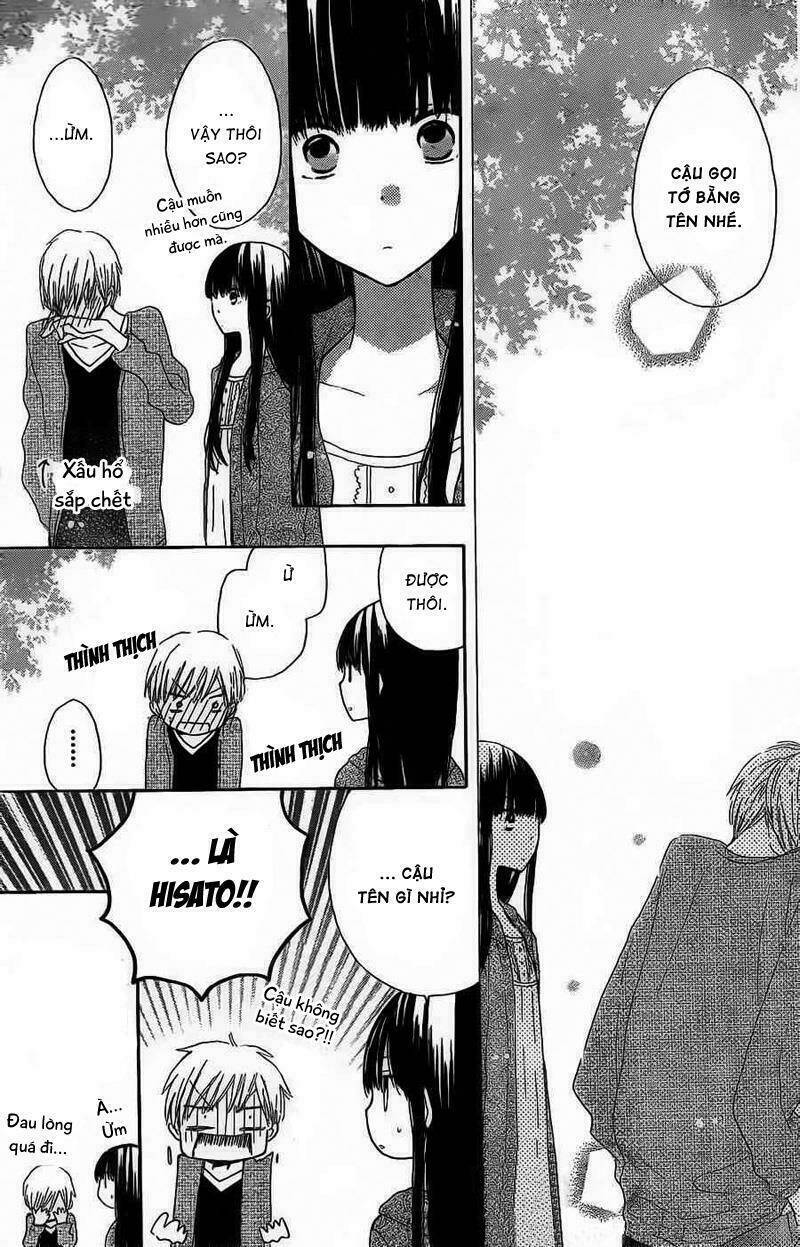 CẬU GỌI
TỚ BẰNG
TÊN NHÉ.
...
VẬY THÔI
SAO?
Cậu muốn
nhiều hơn cũng
được mà.
...ỪM.
Xấu hổ
sắp chết
ĐƯỢC
THÔI.
Ừ
ỪM.
THÌNH THỊCH
THÌNH THỊCH
......
... CẬU
TÊN GÌ NHỈ?
... LÀ
HISATO!!
Cậu không
biết sao?!!
À...
Ừm
Đau lòng
quá đi...